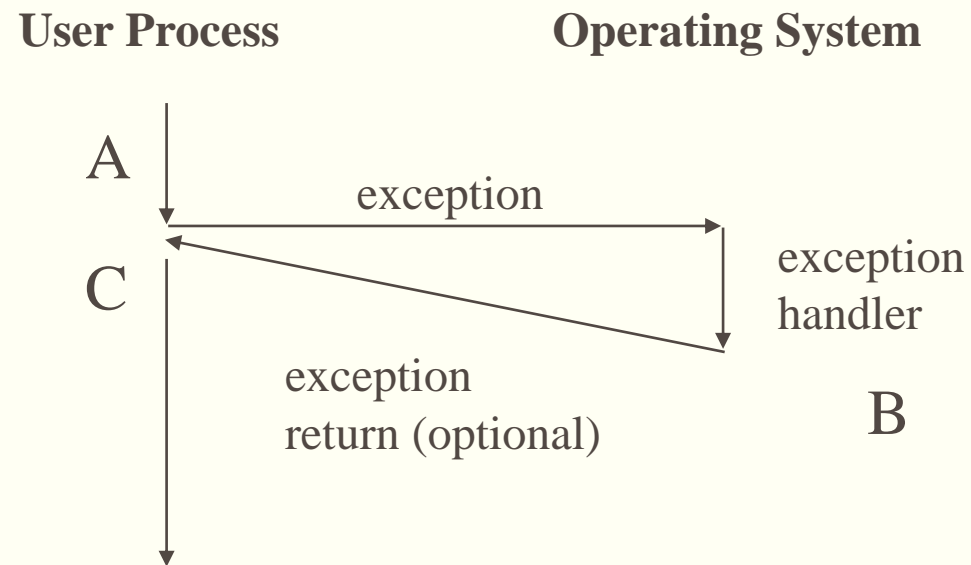 User Process
Operating System
A
exception
C
exception
handler
exception
return (optional)
B